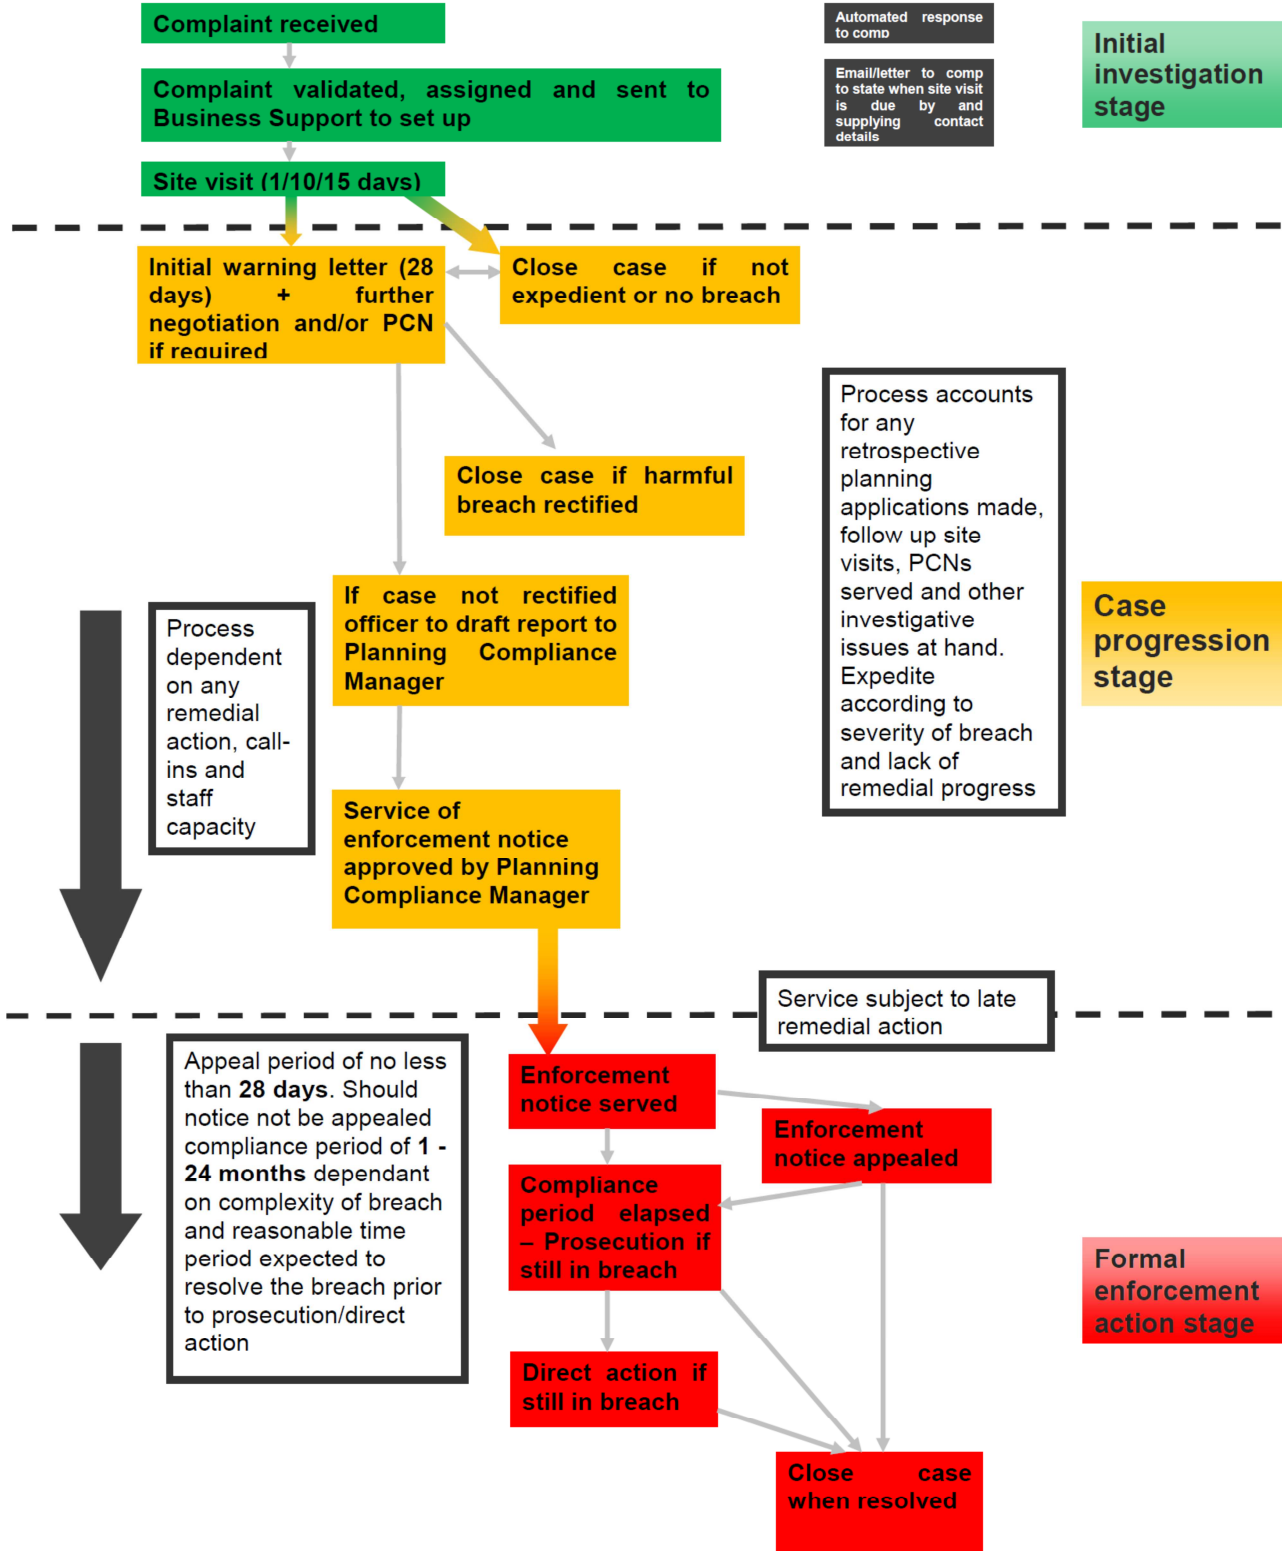 Complaint received
Automated response
to comp
Initial
investigation
stage
Complaint validated, assigned and sent to
Business Support to set up
Email/letter to comp
to state when site visit
is due by and
supplying contact
details
Site visit (1/10/15 days)
Initial warning letter (28
days) + further
negotiation and/or PCN
if required
Close case if not
expedient or no breach
Close case if harmful
breach rectified
Process accounts
for any
retrospective
planning
applications made,
follow up site
visits, PCNs
served and other
investigative
issues at hand.
Expedite
according to
severity of breach
and lack of
remedial progress
Case
progression
stage
If case not rectified
officer to draft report to
Planning Compliance
Manager
Process
dependent
on any
remedial
action, call-
ins and
staff
capacity
Service of
enforcement notice
approved by Planning
Compliance Manager
Service subject to late
remedial action
Appeal period of no less
than 28 days. Should
notice not be appealed
compliance period of 1 -
24 months dependant
on complexity of breach
and reasonable time
period expected to
resolve the breach prior
to prosecution/direct
action
Enforcement
notice served
Enforcement
notice appealed
Compliance
period elapsed
– Prosecution if
still in breach
Formal
enforcement
action stage
Direct action if
still in breach
Close case
when resolved